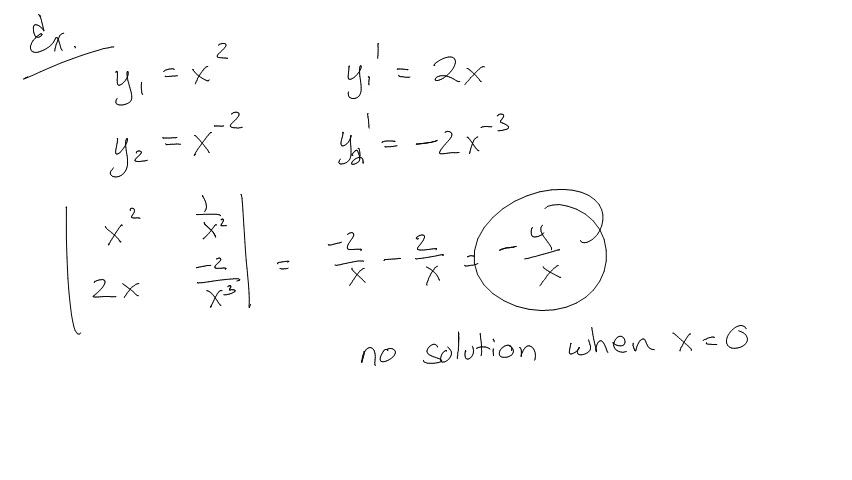 Ex.
y₁ = x² y₁' = 2x
y₂ = x⁻² y₂' = -2x⁻³
| x² 1/x² |
| 2x -2/x³ | = -2/x - 2/x = -4/x
no solution when x = 0